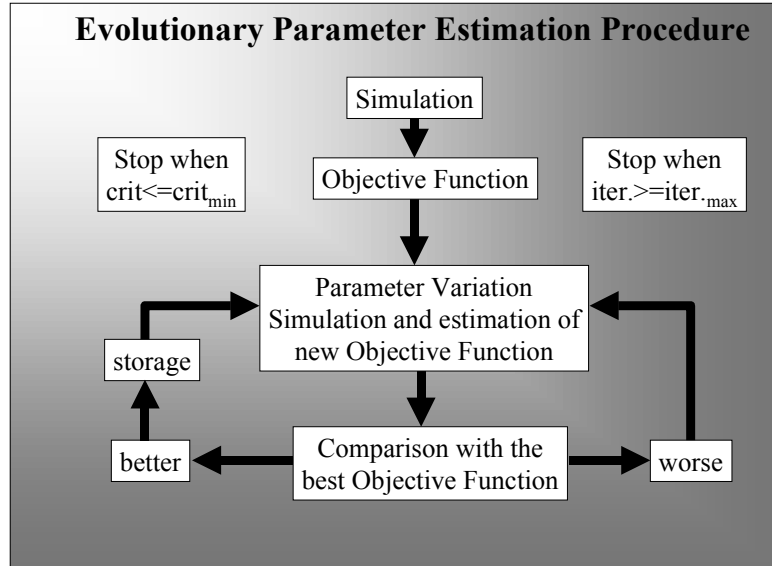 Evolutionary Parameter Estimation Procedure
Simulation
Stop when
crit<=crit_min
Objective Function
Stop when
iter.>=iter._max
Parameter Variation
Simulation and estimation of
new Objective Function
storage
better
Comparison with the
best Objective Function
worse